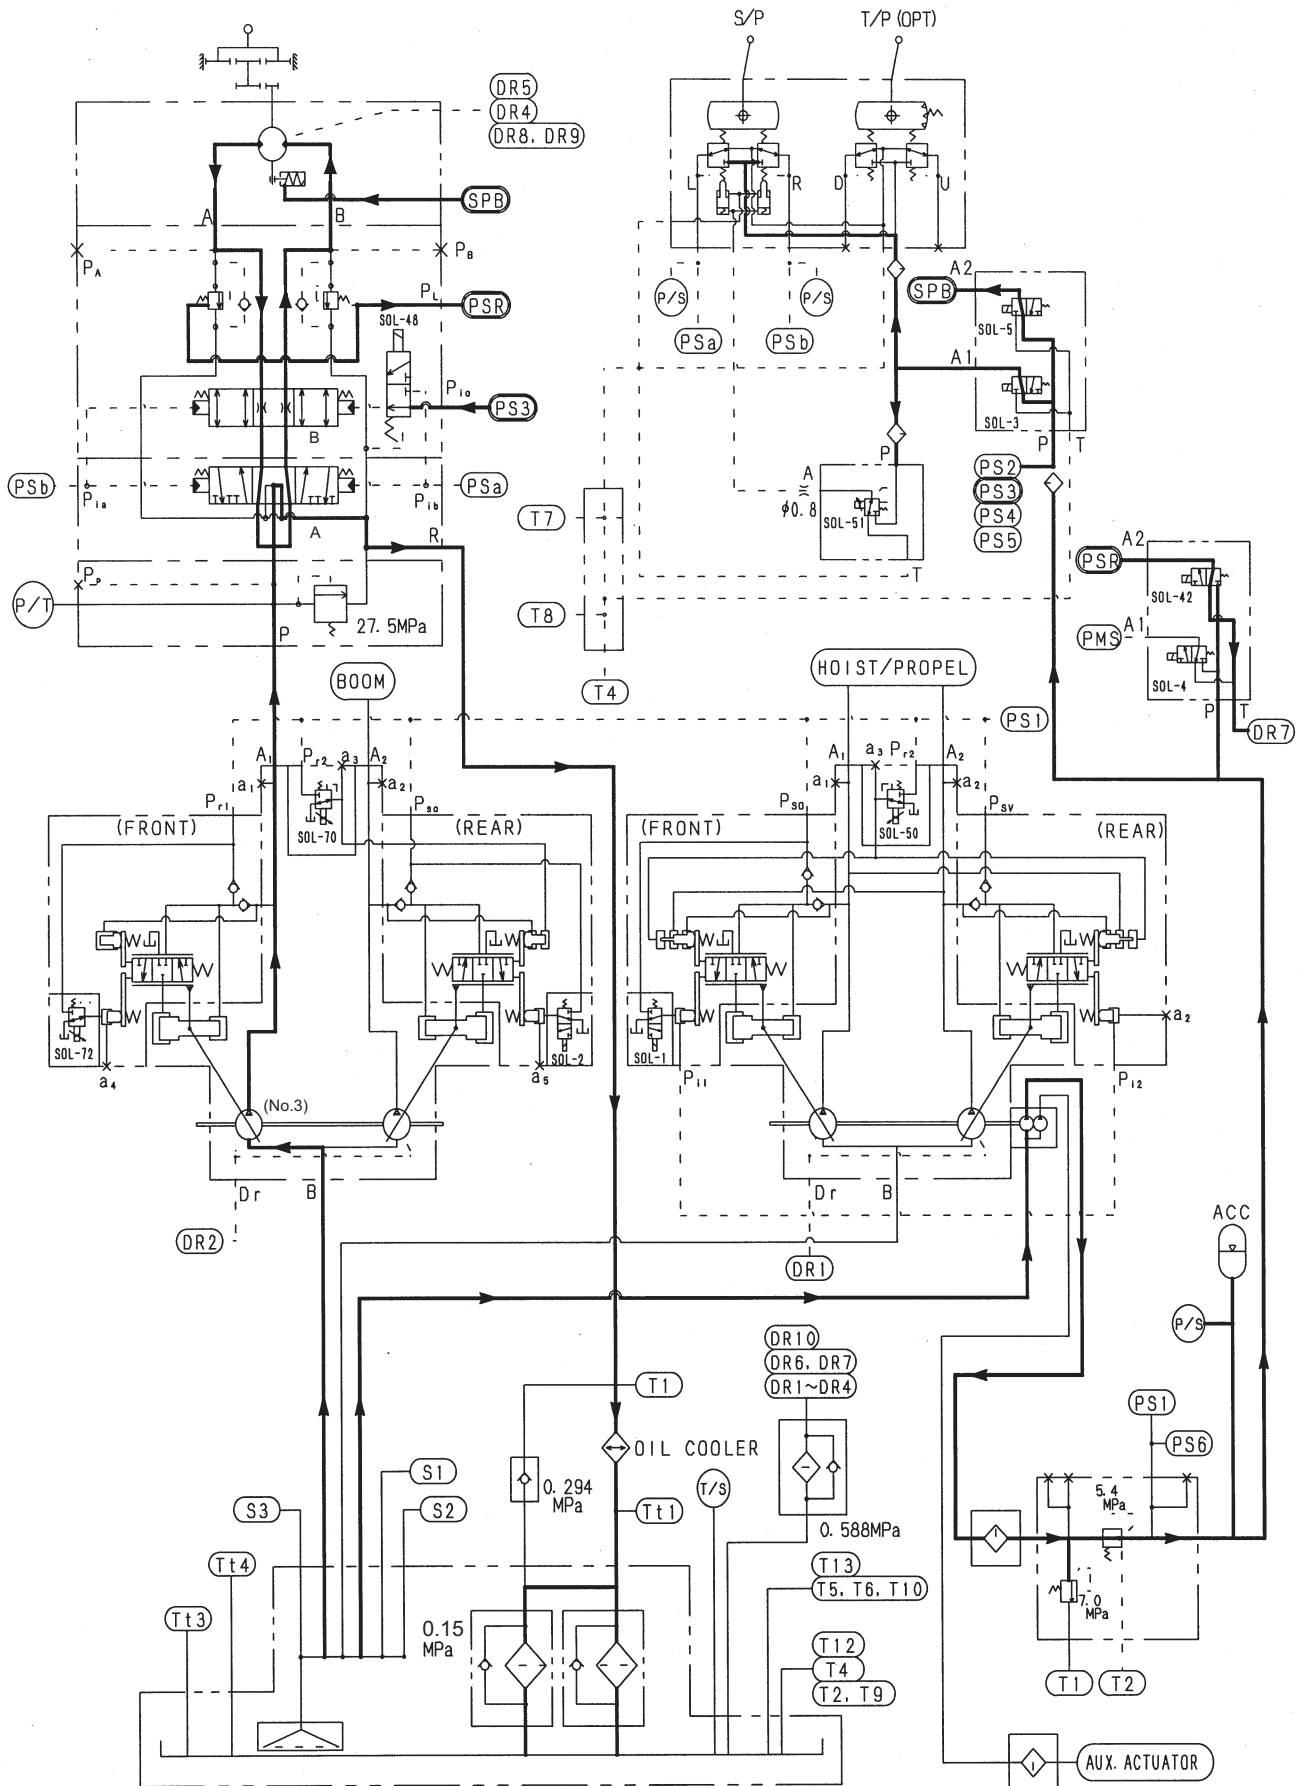 S/P
T/P (OPT)
DR5
DR4
DR8, DR9
L
R
D
U
SPB
A
B
PA
PB
PL
PSR
SOL-48
P/S
P/S
PSa
PSb
SPB
A2
SOL-5
A1
SOL-3
P
T
Pio
PS3
B
PSb
Pia
Pib
PSa
A
R
P
A
φ0.8
SOL-51
T
PS2
PS3
PS4
PS5
T7
T8
T4
PSR
A2
SOL-42
PMS
A1
SOL-4
P
T
DR7
P/T
27.5MPa
P
BOOM
HOIST/PROPEL
PS1
A1
Pr2
a3
A2
a1
a2
Pr1
Pso
SOL-70
(FRONT)
(REAR)
A1
a3
Pr2
A2
a1
a2
Pso
Psv
SOL-50
(FRONT)
(REAR)
SOL-72
a4
SOL-2
a5
SOL-1
Pi1
a2
Pi2
(No.3)
Dr
B
DR2
Dr
B
DR1
ACC
P/S
DR10
DR6, DR7
DR1~DR4
T1
OIL COOLER
0.294
MPa
T/S
0.588MPa
PS1
PS6
S1
S2
S3
Tt1
Tt4
Tt3
0.15
MPa
T13
T5, T6, T10
T12
T4
T2, T9
5.4
MPa
7.0
MPa
T1
T2
AUX. ACTUATOR